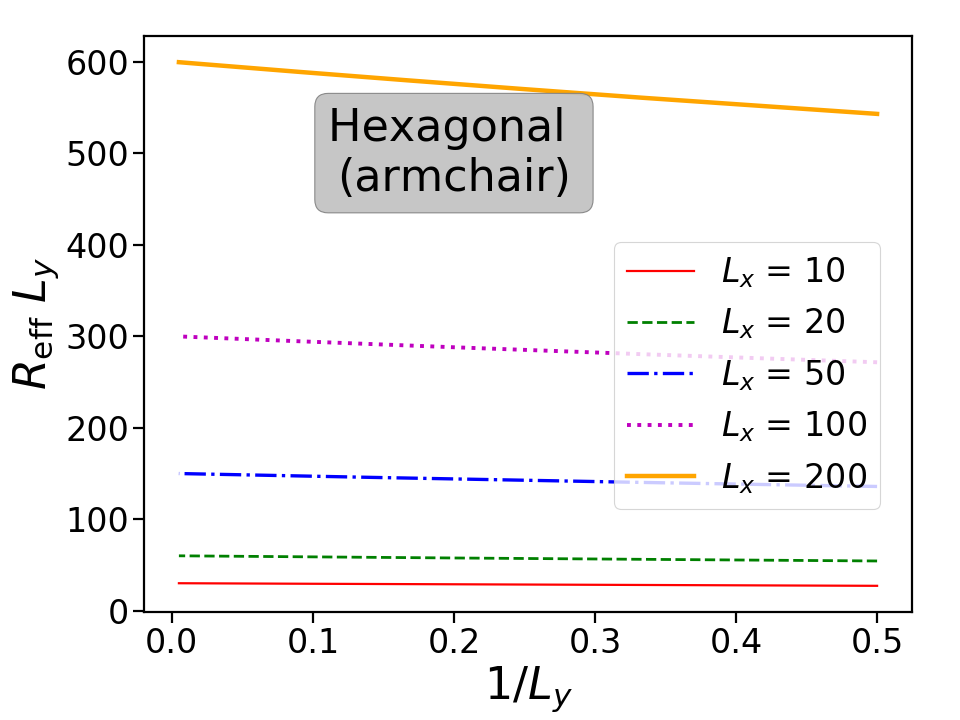 600
500
400
300
200
100
0
R_eff L_y
Hexagonal
(armchair)
L_x = 10
L_x = 20
L_x = 50
L_x = 100
L_x = 200
0.0 0.1 0.2 0.3 0.4 0.5
1/L_y